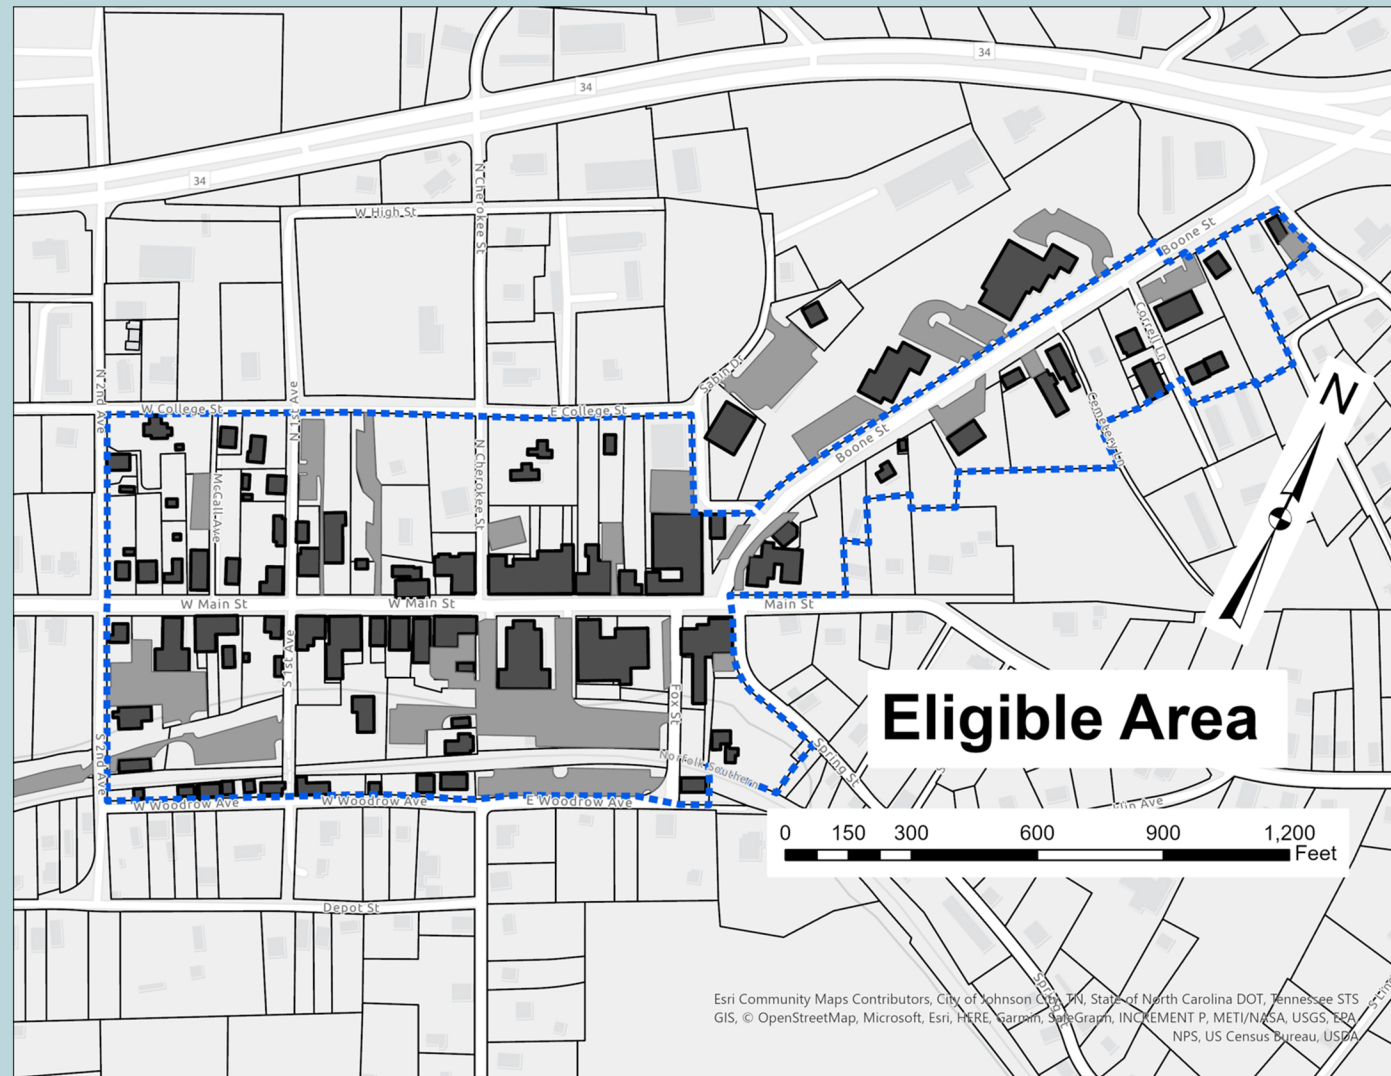 34
34
34
W High St
N Cherokee St
Boone St
Correll Ln
Sabin Dr
N 2nd Ave
W College St
N 1st Ave
E College St
Boone St
Cemetery Ln
N
McCall Ave
N Cherokee St
W Main St
W Main St
Main St
S 1st Ave
Fox St
Eligible Area
S 2nd Ave
Norfolk Southern
Spring St
W Woodrow Ave
W Woodrow Ave
E Woodrow Ave
Ave
0 150 300 600 900 1,200
Feet
Depot St
Spring St
Esri Community Maps Contributors, City of Johnson City, TN, State of North Carolina DOT, Tennessee STS
GIS, © OpenStreetMap, Microsoft, Esri, HERE, Garmin, SafeGraph, INCREMENT P, METI/NASA, USGS, EPA,
NPS, US Census Bureau, USDA